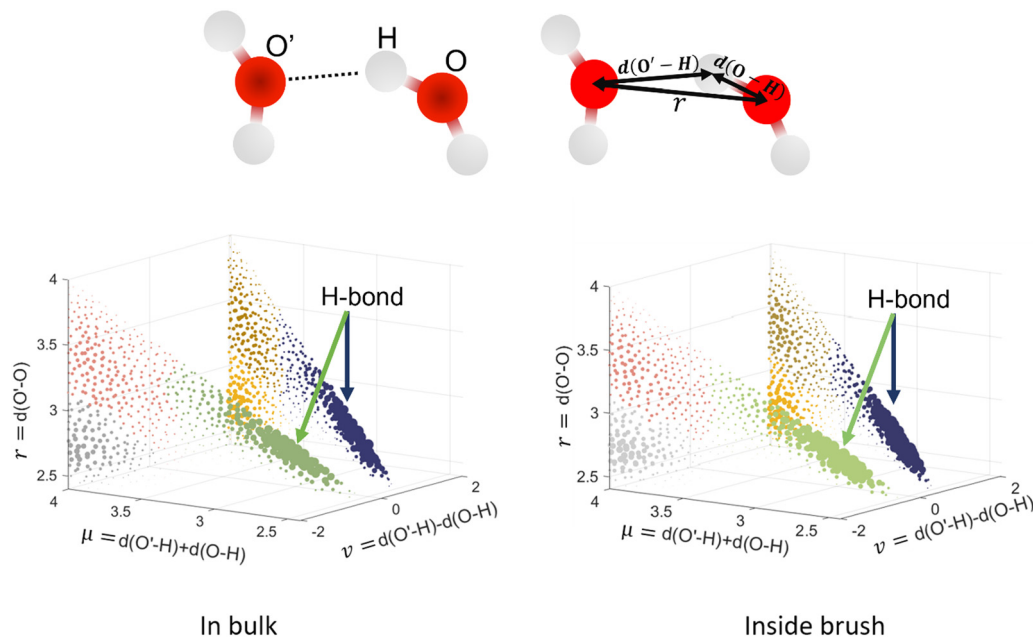 O'
H
O
d(O' − H)
d(O − H)
r
H-bond
4
3.5
3
2.5
r = d(O'-O)
4
3.5
3
2.5
μ = d(O'-H)+d(O-H)
-2
0
2
v = d(O'-H)-d(O-H)
In bulk
H-bond
4
3.5
3
2.5
r = d(O'-O)
4
3.5
3
2.5
μ = d(O'-H)+d(O-H)
-2
0
2
v = d(O'-H)-d(O-H)
Inside brush